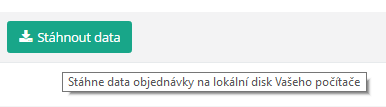 Stáhnout data
Stáhne data objednávky na lokální disk Vašeho počítače